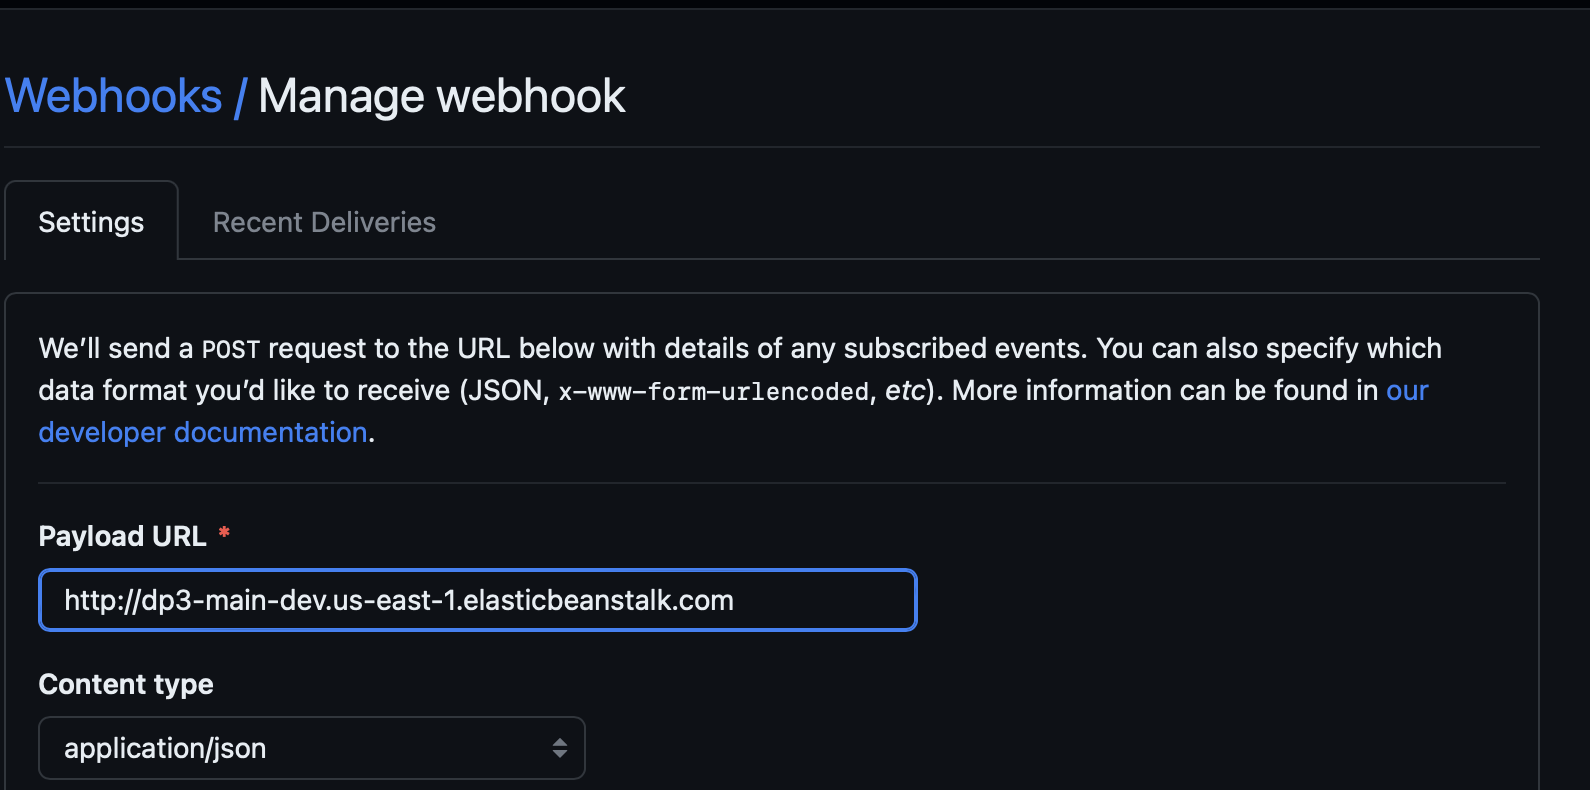 Webhooks / Manage webhook
Settings
Recent Deliveries
We’ll send a POST request to the URL below with details of any subscribed events. You can also specify which
data format you’d like to receive (JSON, x-www-form-urlencoded, etc). More information can be found in our
developer documentation.
Payload URL *
http://dp3-main-dev.us-east-1.elasticbeanstalk.com
Content type
application/json